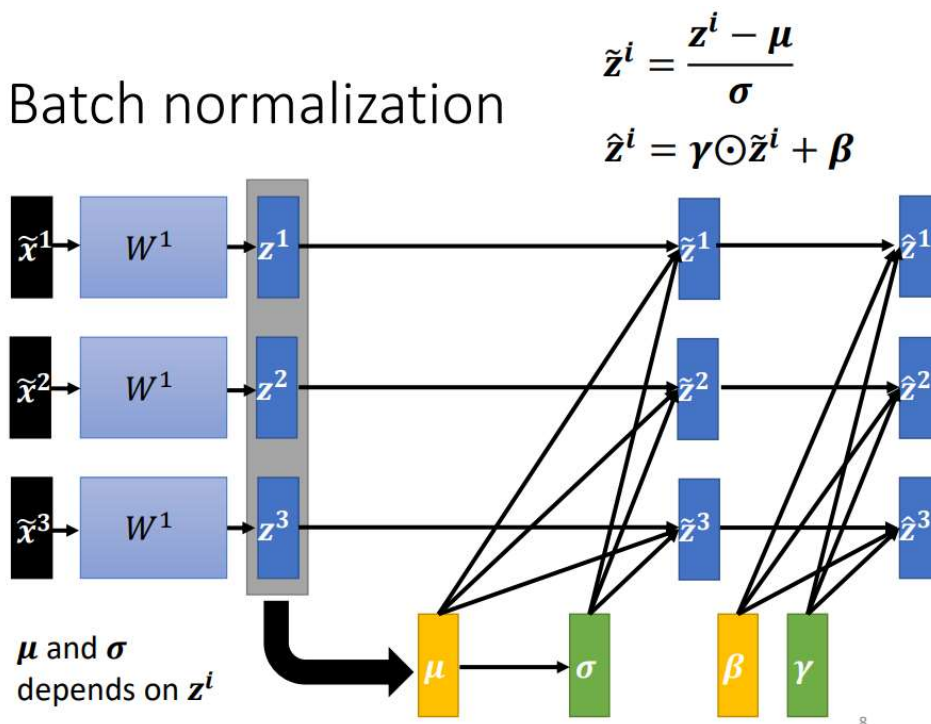 Batch normalization
z̃ⁱ = (zⁱ − μ) / σ
ẑⁱ = γ⊙z̃ⁱ + β
x̃¹ W¹ z¹ z̃¹ ẑ¹
x̃² W¹ z² z̃² ẑ²
x̃³ W¹ z³ z̃³ ẑ³
μ σ β γ
μ and σ
depends on zⁱ
8